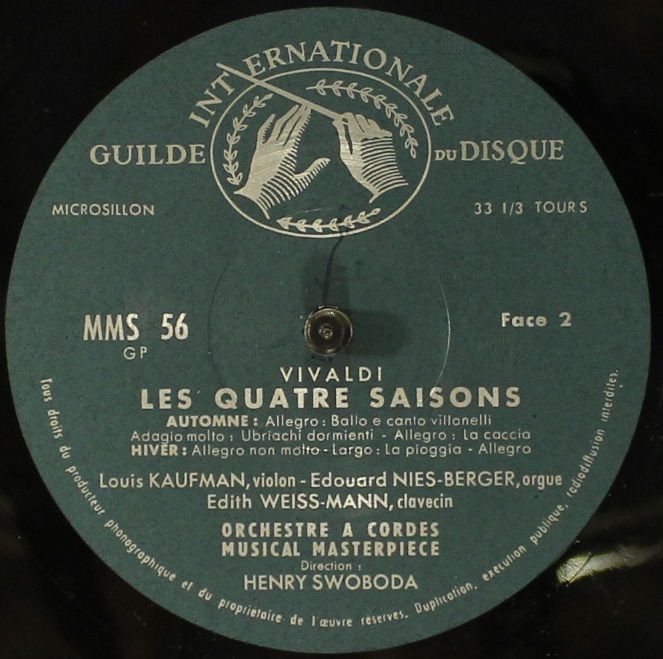 INTERNATIONALE
GUILDE DU DISQUE
MICROSILLON
33 1/3 TOURS
MMS 56
GP
Face 2
VIVALDI
LES QUATRE SAISONS
AUTOMNE: Allegro: Ballo e canto villanelli
Adagio molto: Ubriachi dormienti - Allegro: La caccia
HIVER: Allegro non molto - Largo: La pioggia - Allegro
Louis KAUFMAN, violon - Edouard NIES-BERGER, orgue
Edith WEISS-MANN, clavecin
ORCHESTRE A CORDES
MUSICAL MASTERPIECE
Direction:
HENRY SWOBODA
Tous droits du producteur phonographique et du propriétaire de l'œuvre réservés. Duplication, exécution publique, radiodiffusion interdites.